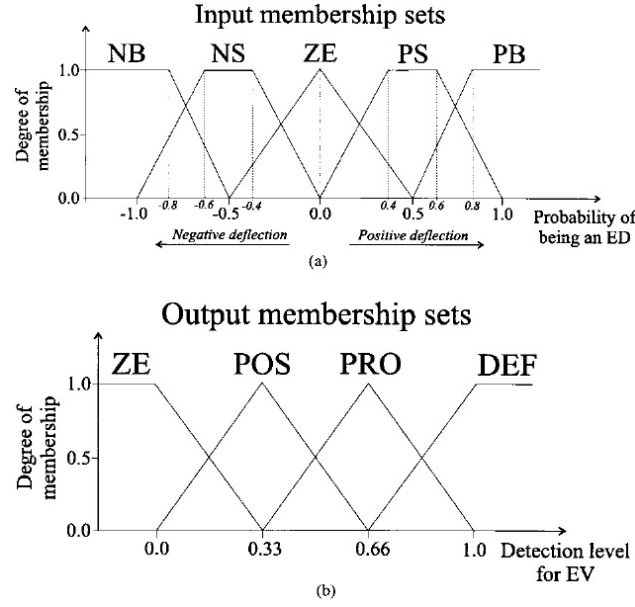 Input membership sets
NB NS ZE PS PB
Degree of
membership
1.0
0.5
0.0
-1.0 -0.8 -0.6 -0.5 -0.4 0.0 0.4 0.5 0.6 0.8 1.0
Probability of
being an ED
Negative deflection Positive deflection
(a)
Output membership sets
ZE POS PRO DEF
Degree of
membership
1.0
0.5
0.0
0.0 0.33 0.66 1.0
Detection level
for EV
(b)